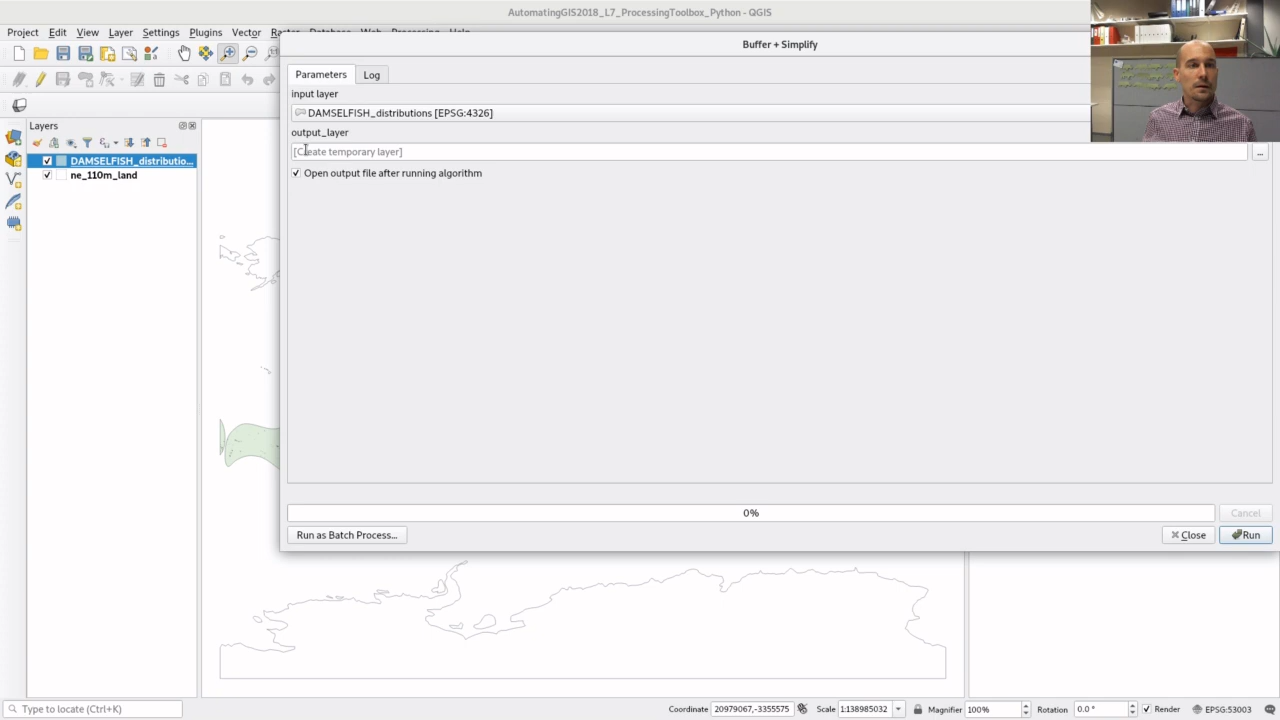 AutomatingGIS2018_L7_ProcessingToolbox_Python - QGIS
Project Edit View Layer Settings Plugins Vector
Buffer + Simplify
Parameters Log
input layer
DAMSELFISH_distributions [EPSG:4326]
output_layer
[Create temporary layer]
...
Open output file after running algorithm
Layers
DAMSELFISH_distributio...
ne_110m_land
0%
Cancel
Run as Batch Process...
Close
Run
Type to locate (Ctrl+K)
Coordinate 20979067,-3355575 Scale 1:138985032 Magnifier 100% Rotation 0.0 ° Render EPSG:53003